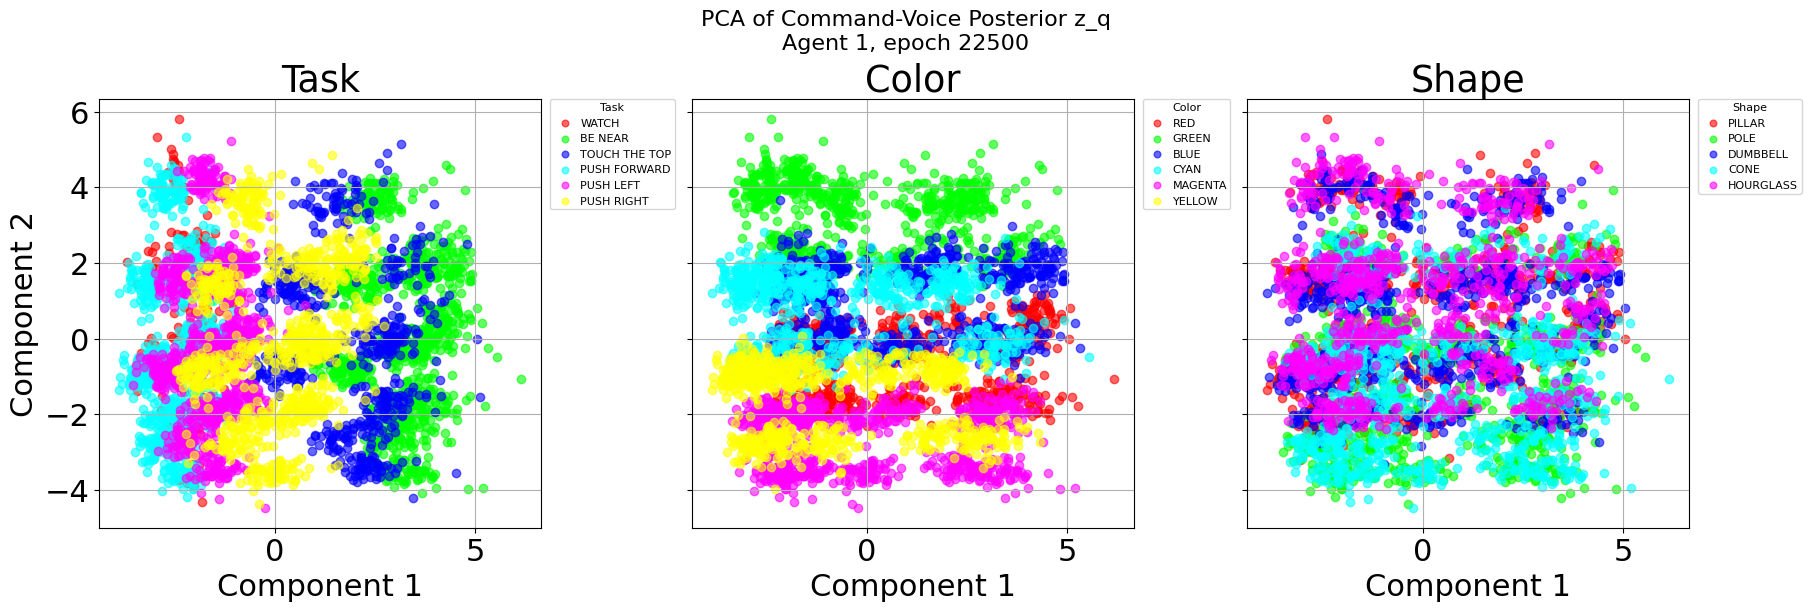 PCA of Command-Voice Posterior z_q
Agent 1, epoch 22500
Task
Color
Shape
Component 2
6
4
2
0
−2
−4
0
5
Component 1
Task
WATCH
BE NEAR
TOUCH THE TOP
PUSH FORWARD
PUSH LEFT
PUSH RIGHT
0
5
Component 1
Color
RED
GREEN
BLUE
CYAN
MAGENTA
YELLOW
0
5
Component 1
Shape
PILLAR
POLE
DUMBBELL
CONE
HOURGLASS